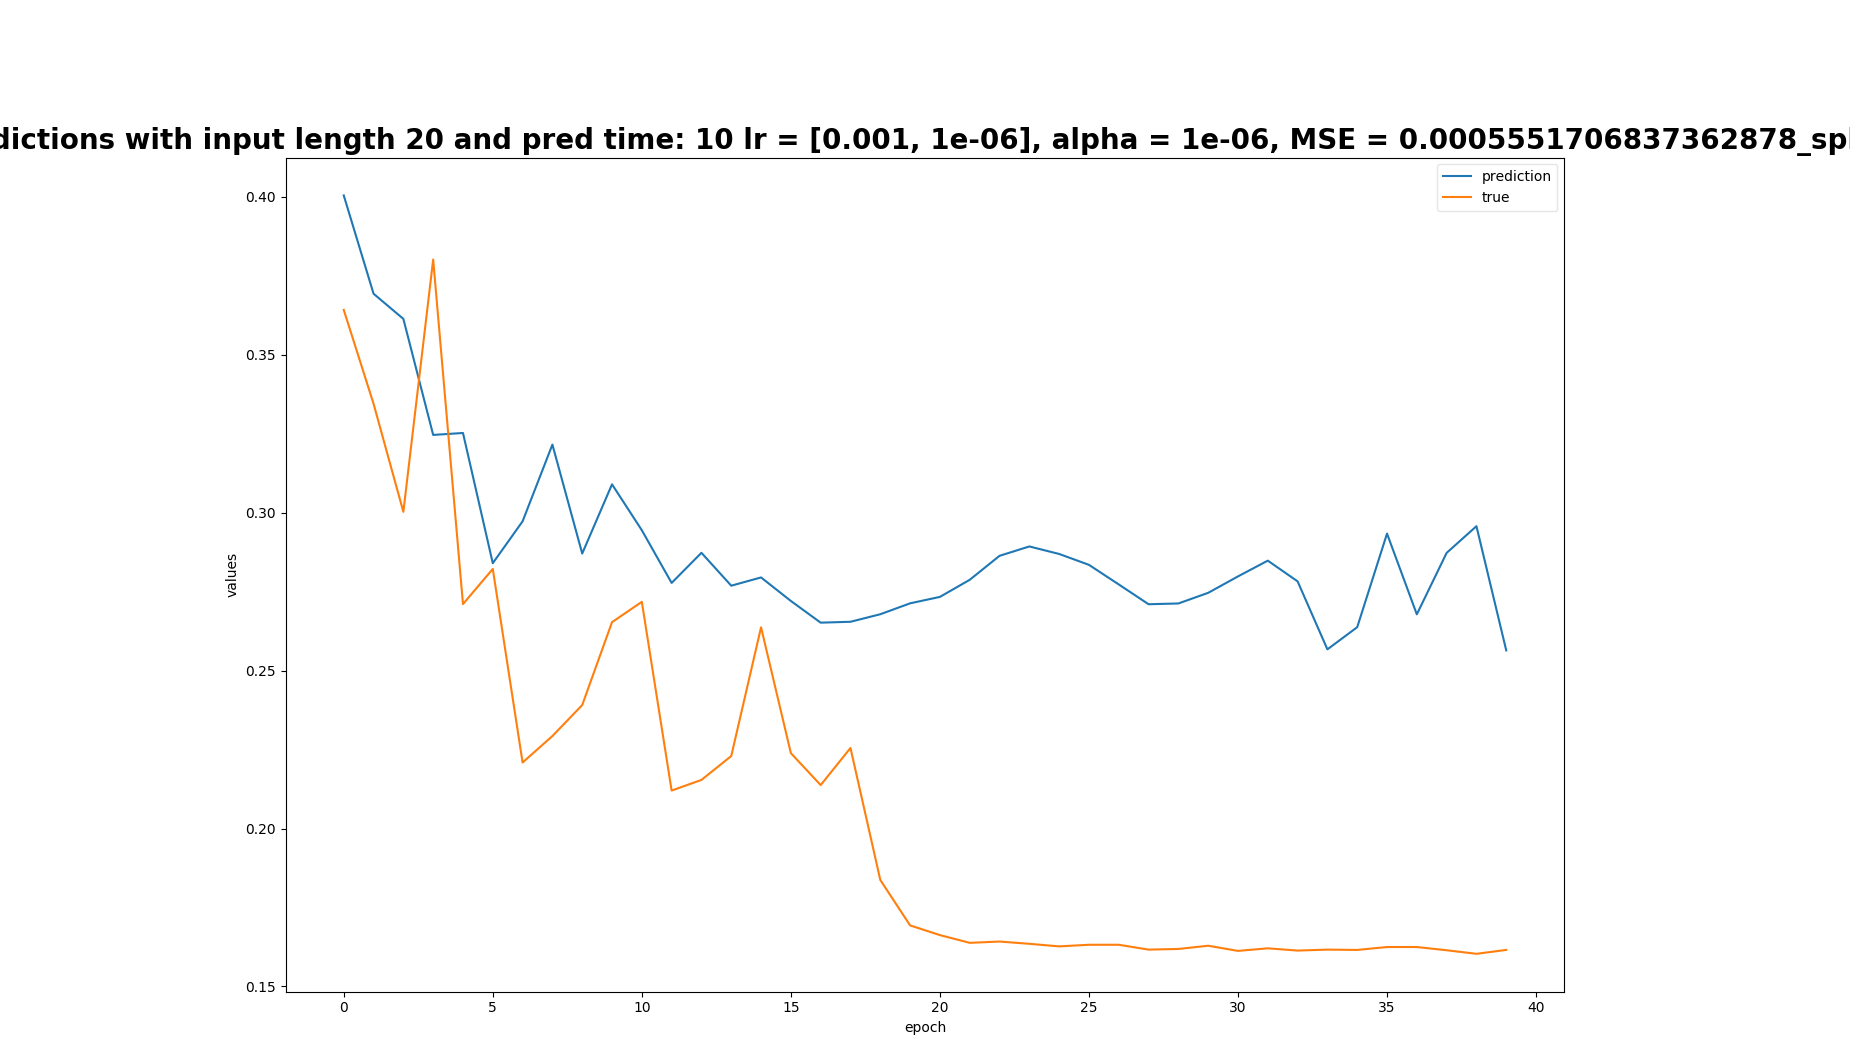 dictions with input length 20 and pred time: 10 lr = [0.001, 1e-06], alpha = 1e-06, MSE = 0.0005551706837362878_spl
prediction
true
0.40
0.35
0.30
0.25
0.20
0.15
values
0 5 10 15 20 25 30 35 40
epoch